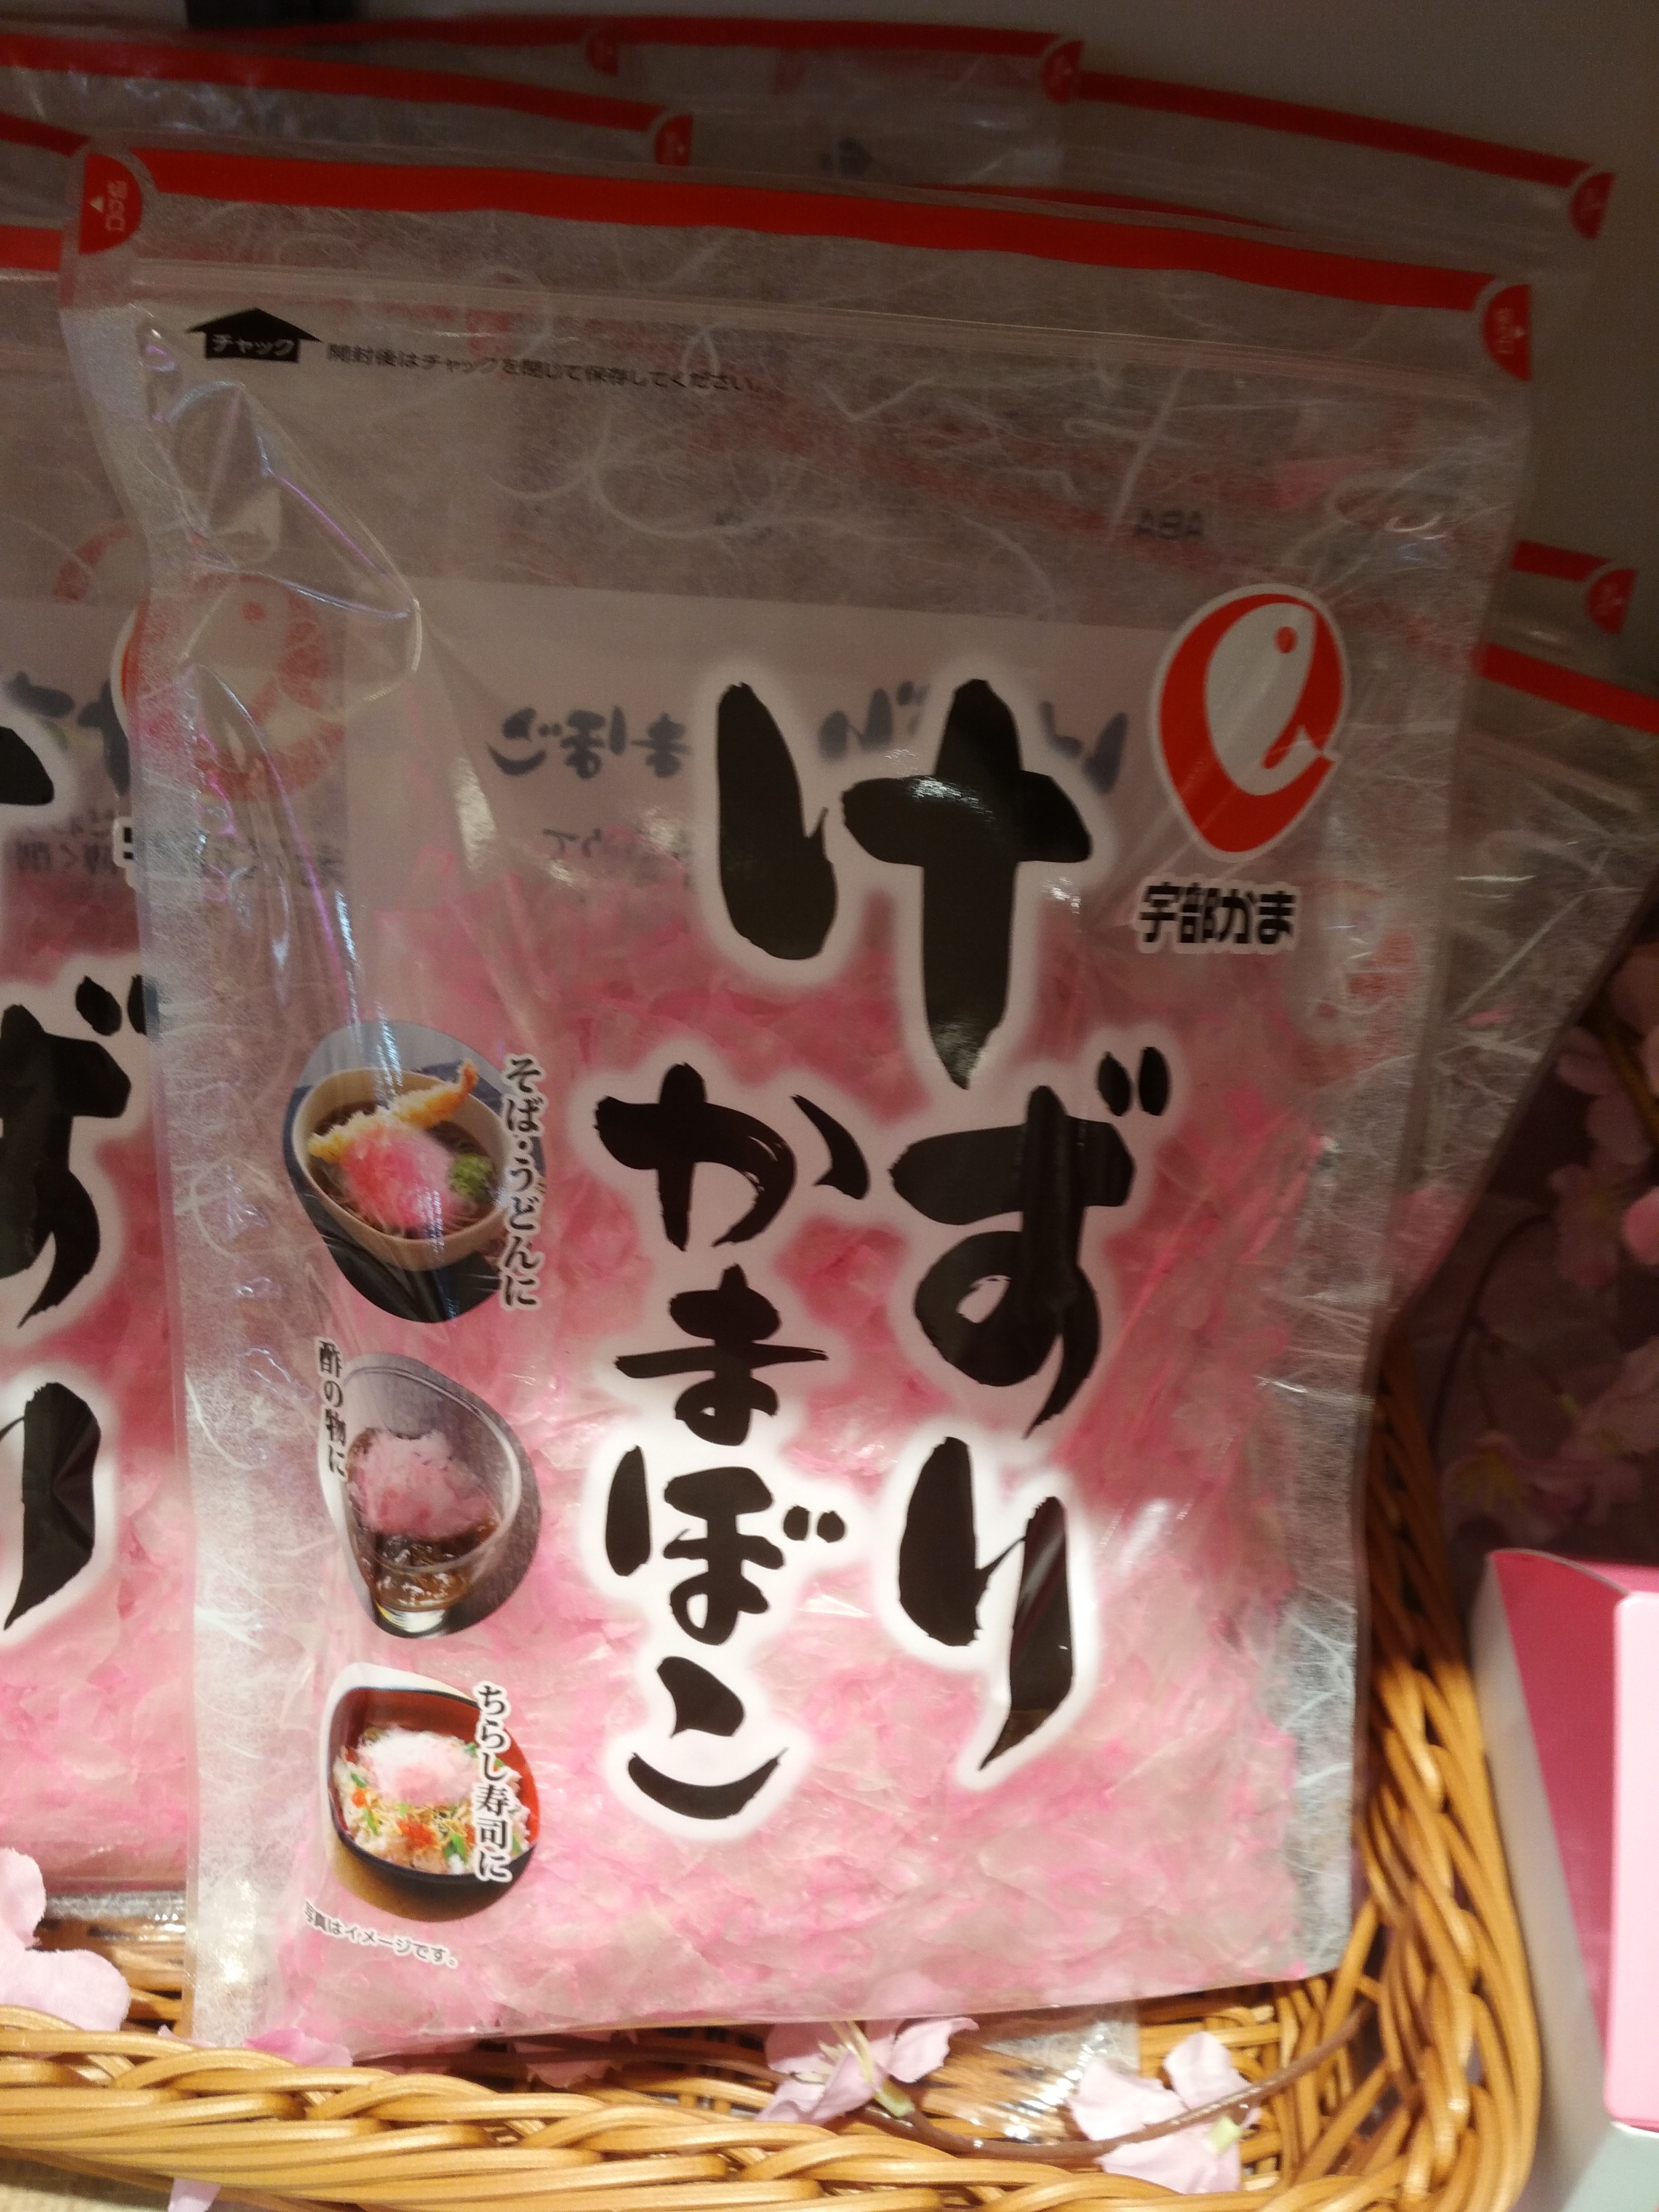 切り口
チャック
開封後はチャックを閉じて保存してください。
宇部かま
けずり
かまぼこ
そば・うどんに
酢の物に
ちらし寿司に
写真はイメージです。